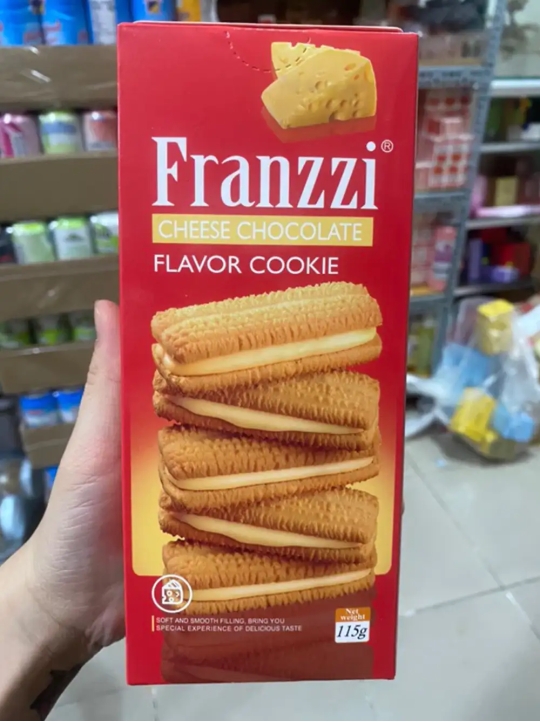 Franzzi®
CHEESE CHOCOLATE
FLAVOR COOKIE
SOFT AND SMOOTH FILLING, BRING YOU
SPECIAL EXPERIENCE OF DELICIOUS TASTE
Net
weight
115g